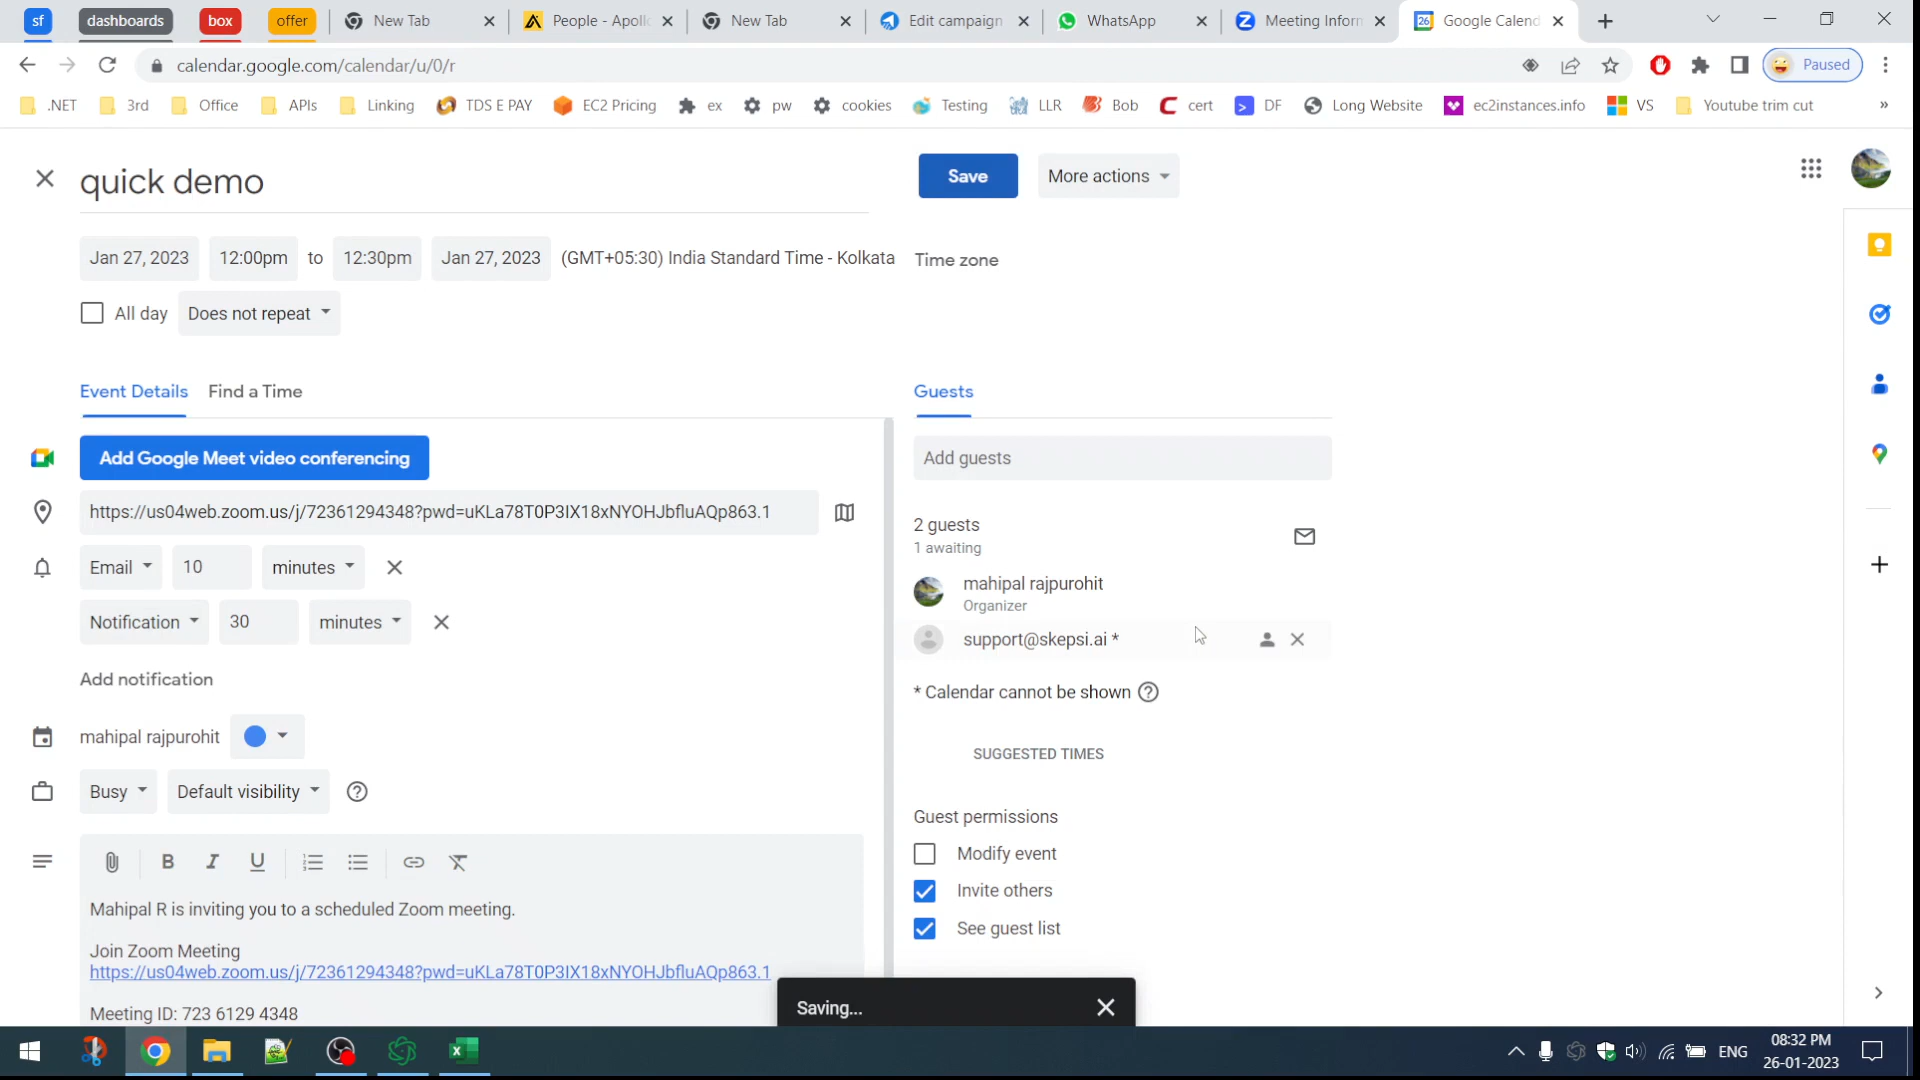 sf dashboards box offer New Tab People - Apoll New Tab Edit campaign WhatsApp Meeting Inforr Google Calend
calendar.google.com/calendar/u/0/r Paused
.NET 3rd Office APIs Linking TDS E PAY EC2 Pricing ex pw cookies Testing LLR Bob cert DF Long Website ec2instances.info VS Youtube trim cut »
quick demo Save More actions
Jan 27, 2023 12:00pm to 12:30pm Jan 27, 2023 (GMT+05:30) India Standard Time - Kolkata Time zone
All day Does not repeat
Event Details Find a Time Guests
Add Google Meet video conferencing Add guests
https://us04web.zoom.us/j/72361294348?pwd=uKLa78T0P3IX18xNYOHJbfluAQp863.1
2 guests
1 awaiting
Email 10 minutes
mahipal rajpurohit
Organizer
Notification 30 minutes
support@skepsi.ai *
Add notification
* Calendar cannot be shown
mahipal rajpurohit
SUGGESTED TIMES
Busy Default visibility
Guest permissions
Modify event
Invite others
See guest list
B I U
Mahipal R is inviting you to a scheduled Zoom meeting.
Join Zoom Meeting
https://us04web.zoom.us/j/72361294348?pwd=uKLa78T0P3IX18xNYOHJbfluAQp863.1
Meeting ID: 723 6129 4348
Saving...
ENG 08:32 PM
26-01-2023